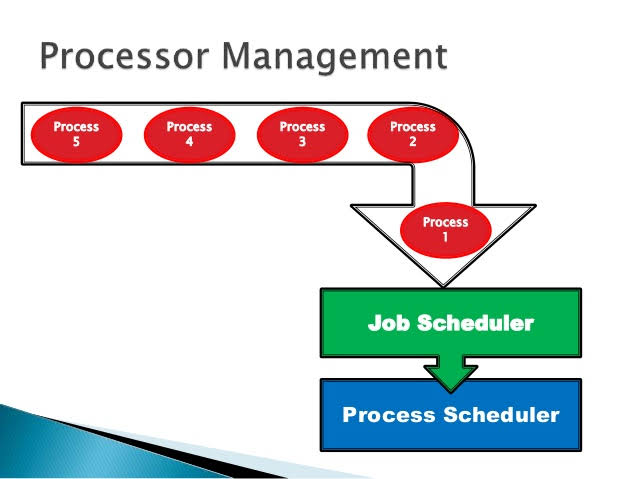 Processor Management
Process
5
Process
4
Process
3
Process
2
Process
1
Job Scheduler
Process Scheduler